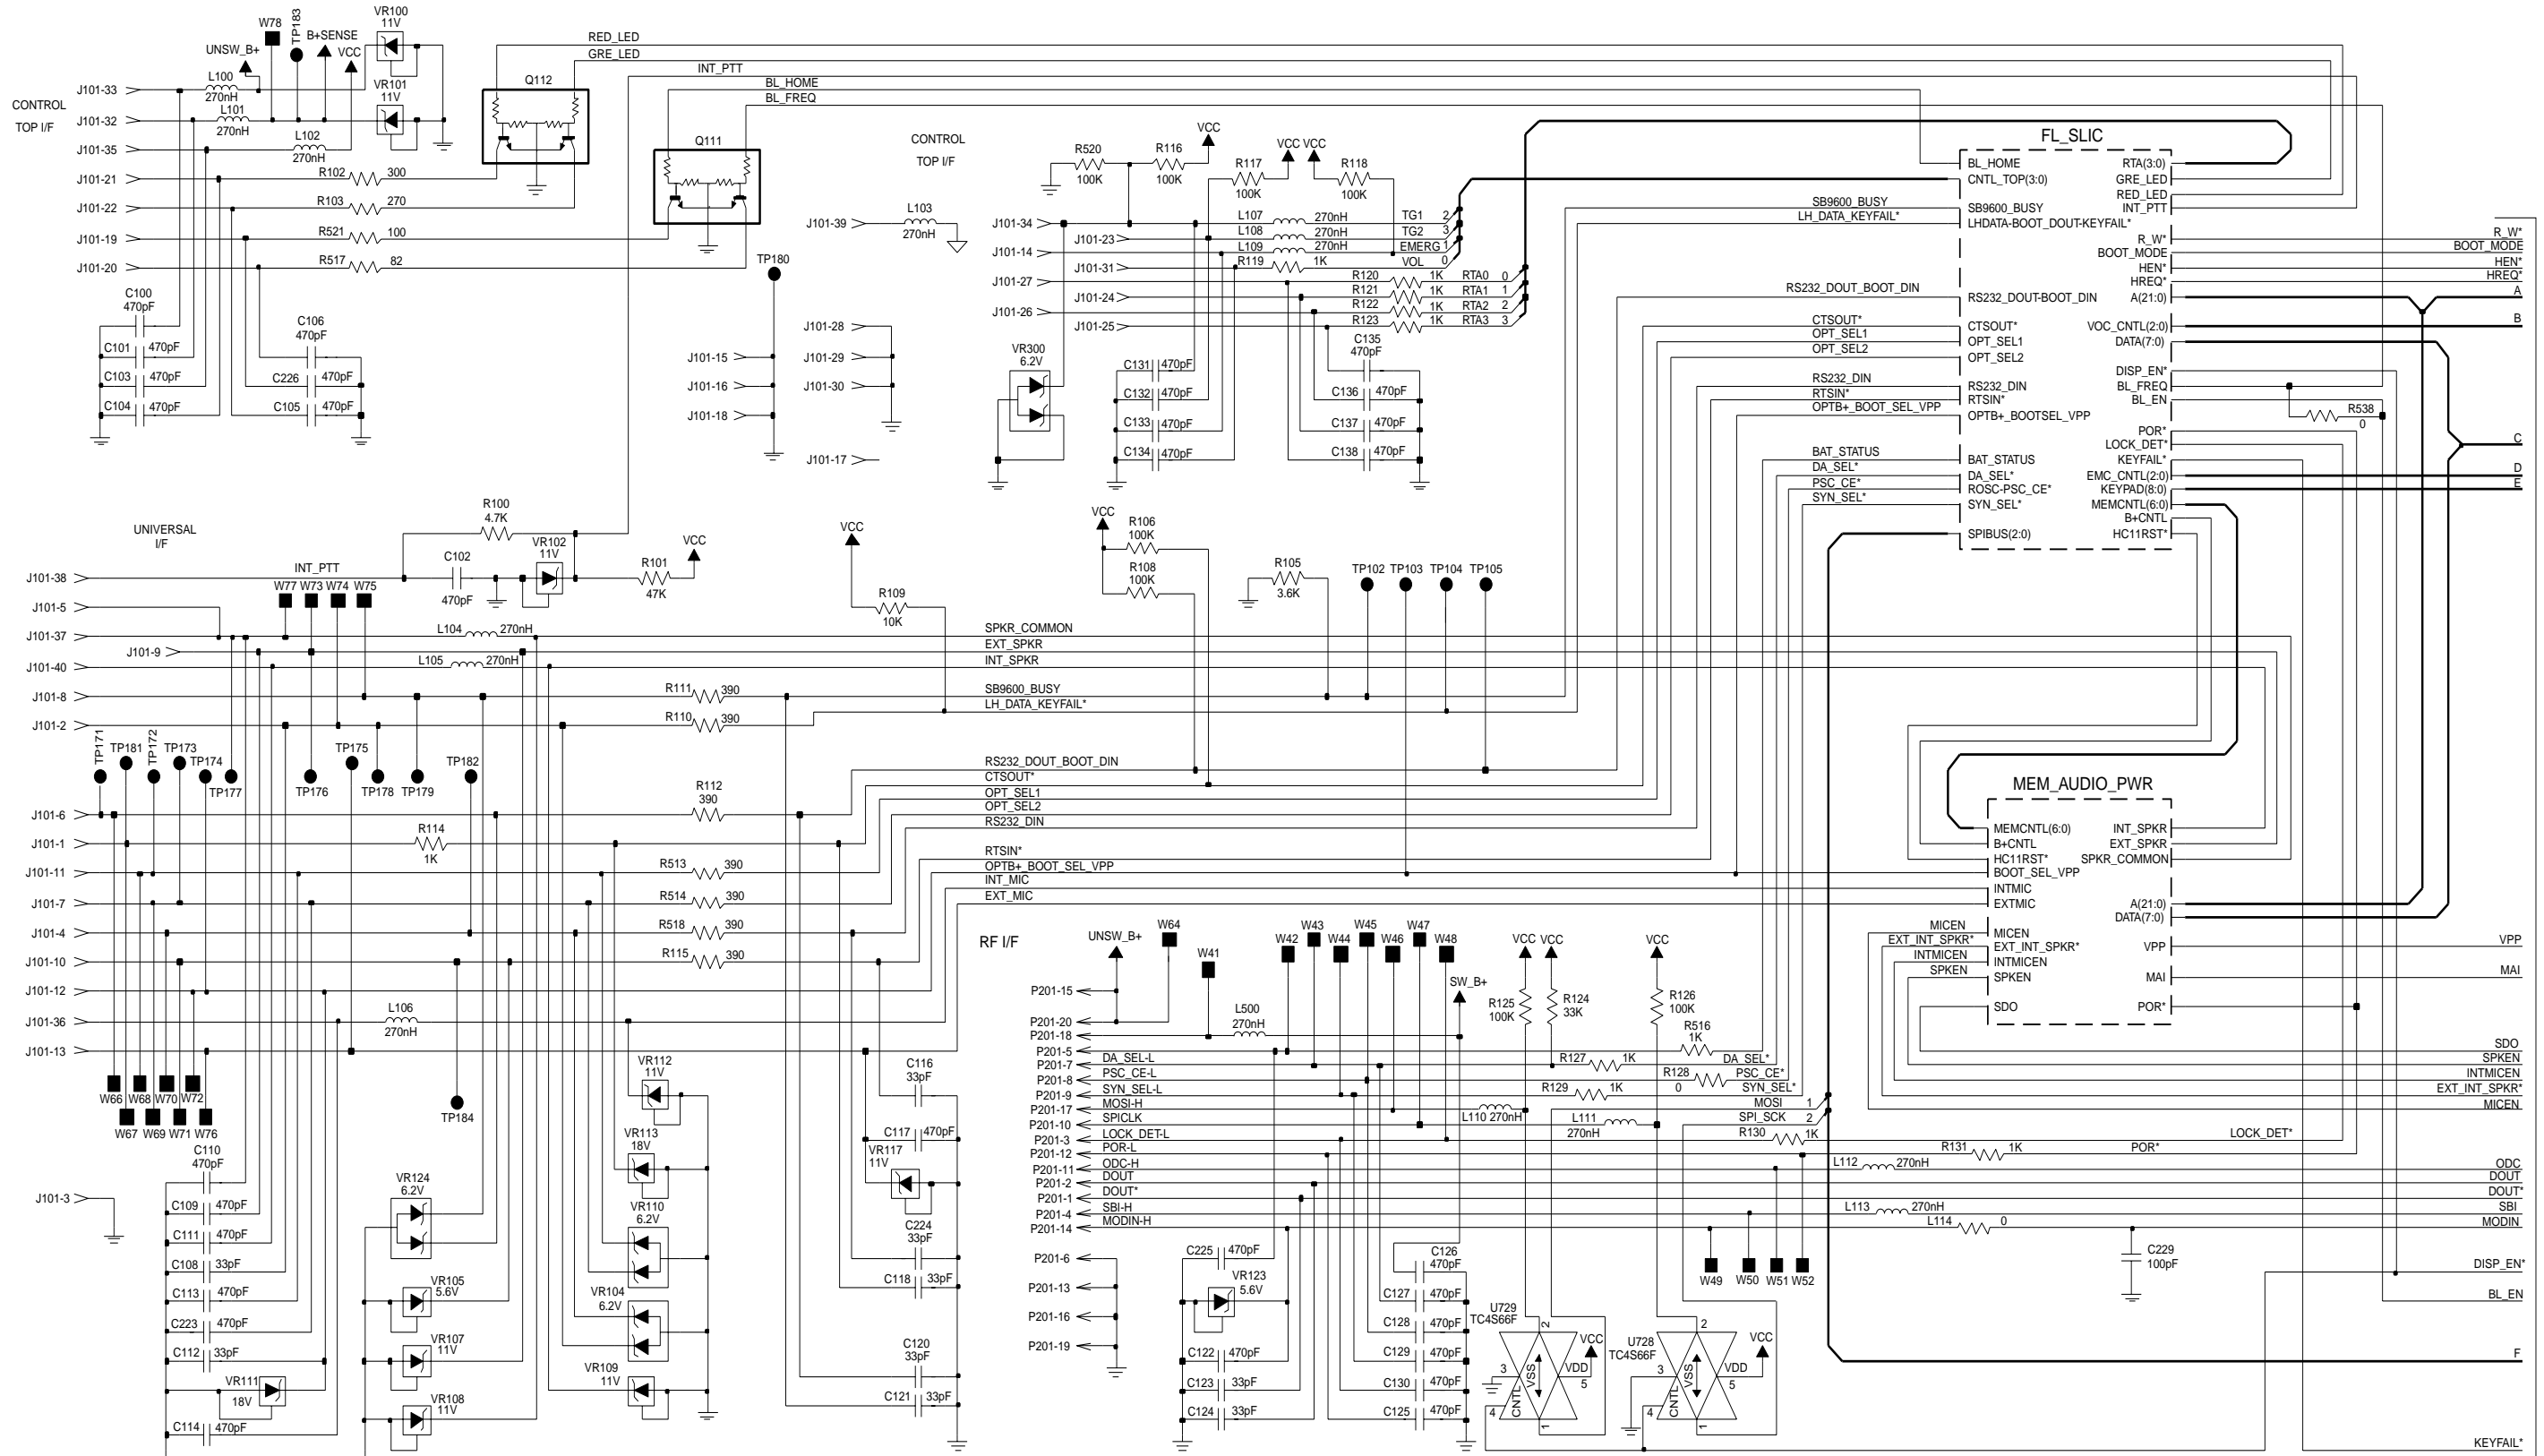 CONTROL
TOP I/F
UNSW_B+
W78
TP183
B+SENSE
VCC
VR100
11V
VR101
11V
J101-33
L100
270nH
J101-32
L101
270nH
J101-35
L102
270nH
J101-21
R102
300
J101-22
R103
270
J101-19
R521
100
J101-20
R517
82
Q112
Q111
RED_LED
GRE_LED
INT_PTT
BL_HOME
BL_FREQ
C100
470pF
C101
470pF
C103
470pF
C104
470pF
C106
470pF
C226
470pF
C105
470pF
TP180
J101-15
J101-16
J101-18
J101-28
J101-29
J101-30
J101-17
J101-39
L103
270nH
CONTROL
TOP I/F
R520
100K
R116
100K
VCC
R117
100K
VCC
VCC
R118
100K
J101-34
L107
270nH
TG1
2
J101-23
L108
270nH
TG2
3
J101-14
L109
270nH
EMERG
1
J101-31
R119
1K
VOL
0
J101-27
R120
1K
RTA0
0
J101-24
R121
1K
RTA1
1
J101-26
R122
1K
RTA2
2
J101-25
R123
1K
RTA3
3
VR300
6.2V
C131
470pF
C132
470pF
C133
470pF
C134
470pF
C135
470pF
C136
470pF
C137
470pF
C138
470pF
SB9600_BUSY
LH_DATA_KEYFAIL*
RS232_DOUT_BOOT_DIN
CTSOUT*
OPT_SEL1
OPT_SEL2
RS232_DIN
RTSIN*
OPTB+_BOOT_SEL_VPP
BAT_STATUS
DA_SEL*
PSC_CE*
SYN_SEL*
FL_SLIC
BL_HOME
CNTL_TOP(3:0)
SB9600_BUSY
LHDATA-BOOT_DOUT-KEYFAIL*
RS232_DOUT-BOOT_DIN
CTSOUT*
OPT_SEL1
OPT_SEL2
RS232_DIN
RTSIN*
OPTB+_BOOTSEL_VPP
BAT_STATUS
DA_SEL*
ROSC-PSC_CE*
SYN_SEL*
SPIBUS(2:0)
RTA(3:0)
GRE_LED
RED_LED
INT_PTT
R_W*
BOOT_MODE
HEN*
HREQ*
A(21:0)
VOC_CNTL(2:0)
DATA(7:0)
DISP_EN*
BL_FREQ
BL_EN
POR*
LOCK_DET*
KEYFAIL*
EMC_CNTL(2:0)
KEYPAD(8:0)
MEMCNTL(6:0)
B+CNTL
HC11RST*
R538
0
R_W*
BOOT_MODE
HEN*
HREQ*
A
B
C
D
E
UNIVERSAL
I/F
R100
4.7K
C102
470pF
VR102
11V
R101
47K
VCC
VCC
R109
10K
VCC
R106
100K
R108
100K
R105
3.6K
TP102
TP103
TP104
TP105
J101-38
INT_PTT
J101-5
W77
W73
W74
W75
J101-37
L104
270nH
SPKR_COMMON
J101-9
EXT_SPKR
J101-40
L105
270nH
INT_SPKR
J101-8
R111
390
SB9600_BUSY
J101-2
R110
390
LH_DATA_KEYFAIL*
TP171
TP181
TP172
TP173
TP174
TP177
TP176
TP175
TP178
TP179
TP182
J101-6
R112
390
RS232_DOUT_BOOT_DIN
CTSOUT*
OPT_SEL1
OPT_SEL2
RS232_DIN
J101-1
R114
1K
RTSIN*
OPTB+_BOOT_SEL_VPP
INT_MIC
EXT_MIC
J101-11
R513
390
J101-7
R514
390
J101-4
R518
390
J101-10
R115
390
J101-12
J101-36
L106
270nH
J101-13
W66
W68
W70
W72
W67
W69
W71
W76
TP184
J101-3
C110
470pF
C109
470pF
C111
470pF
C108
33pF
C113
470pF
C223
470pF
C112
33pF
VR111
18V
C114
470pF
VR124
6.2V
VR105
5.6V
VR107
11V
VR108
11V
VR112
11V
VR113
18V
VR110
6.2V
VR104
6.2V
VR109
11V
C116
33pF
C117
470pF
VR117
11V
C224
33pF
C118
33pF
C120
33pF
C121
33pF
RF I/F
UNSW_B+
W64
W41
W42
W43
W44
W45
W46
W47
W48
SW_B+
VCC
VCC
VCC
R125
100K
R124
33K
R126
100K
R516
1K
L500
270nH
P201-15
P201-20
P201-18
P201-5
P201-7
DA_SEL-L
R127
1K
DA_SEL*
P201-8
PSC_CE-L
R128
0
PSC_CE*
P201-9
SYN_SEL-L
R129
1K
SYN_SEL*
P201-17
MOSI-H
L110 270nH
MOSI
1
P201-10
SPICLK
L111
270nH
SPI_SCK
2
P201-3
LOCK_DET-L
R130
1K
LOCK_DET*
P201-12
POR-L
R131
1K
POR*
P201-11
ODC-H
L112
270nH
P201-2
DOUT
P201-1
DOUT*
P201-4
SBI-H
L113
270nH
P201-14
MODIN-H
L114
0
P201-6
P201-13
P201-16
P201-19
C225
470pF
VR123
5.6V
C122
470pF
C123
33pF
C124
33pF
C126
470pF
C127
470pF
C128
470pF
C129
470pF
C130
470pF
C125
470pF
W49
W50
W51
W52
C229
100pF
U729
TC4S66F
2
3
VSS
VDD
5
CNTL
4
1
VCC
U728
TC4S66F
2
3
VSS
VDD
5
CNTL
4
1
VCC
MEM_AUDIO_PWR
MEMCNTL(6:0)
B+CNTL
HC11RST*
BOOT_SEL_VPP
INTMIC
EXTMIC
MICEN
EXT_INT_SPKR*
INTMICEN
SPKEN
SDO
INT_SPKR
EXT_SPKR
SPKR_COMMON
A(21:0)
DATA(7:0)
VPP
MAI
POR*
MICEN
EXT_INT_SPKR*
INTMICEN
SPKEN
VPP
MAI
SDO
SPKEN
INTMICEN
EXT_INT_SPKR*
MICEN
ODC
DOUT
DOUT*
SBI
MODIN
DISP_EN*
BL_EN
F
KEYFAIL*